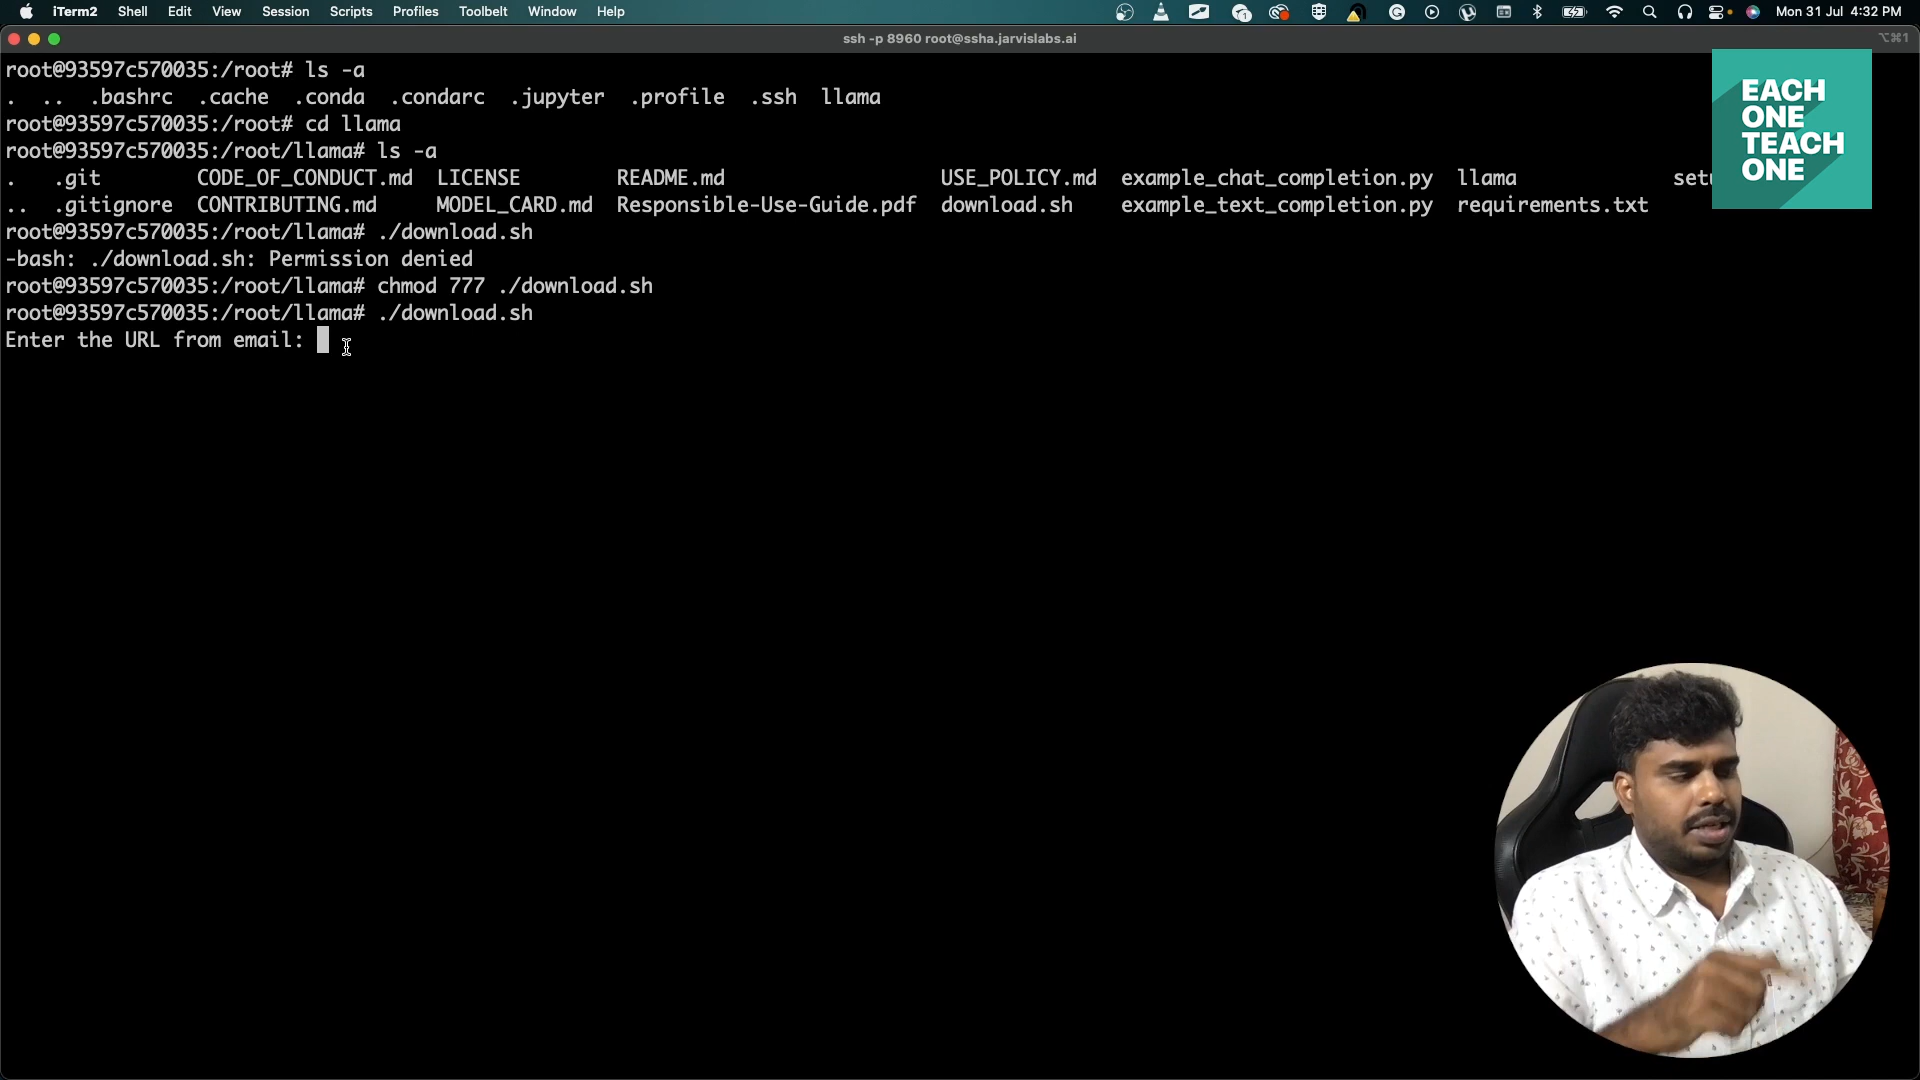 iTerm2 Shell Edit View Session Scripts Profiles Toolbelt Window Help Mon 31 Jul 4:32 PM
ssh -p 8960 root@ssha.jarvislabs.ai ⌥⌘1
root@93597c570035:/root# ls -a
. .. .bashrc .cache .conda .condarc .jupyter .profile .ssh llama
root@93597c570035:/root# cd llama
root@93597c570035:/root/llama# ls -a
. .git CODE_OF_CONDUCT.md LICENSE README.md USE_POLICY.md example_chat_completion.py llama
.. .gitignore CONTRIBUTING.md MODEL_CARD.md Responsible-Use-Guide.pdf download.sh example_text_completion.py requirements.txt
root@93597c570035:/root/llama# ./download.sh
-bash: ./download.sh: Permission denied
root@93597c570035:/root/llama# chmod 777 ./download.sh
root@93597c570035:/root/llama# ./download.sh
Enter the URL from email:
EACH
ONE
TEACH
ONE